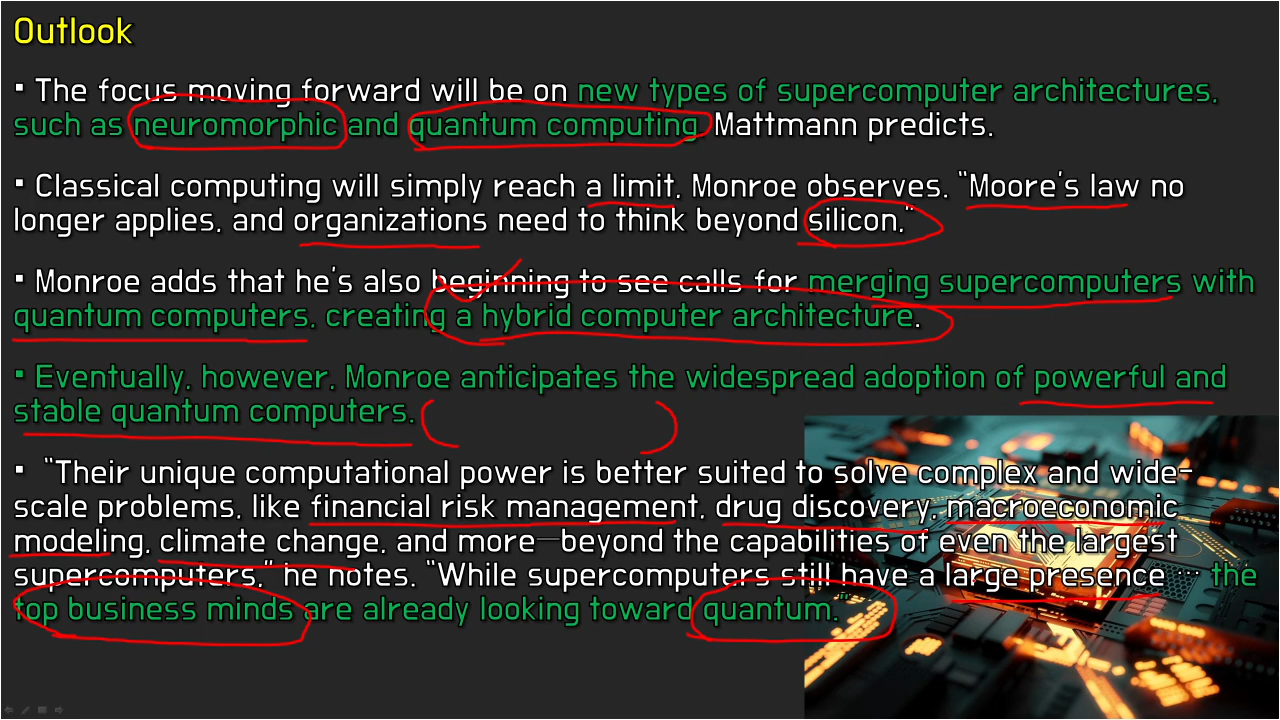 Outlook
▪ The focus moving forward will be on new types of supercomputer architectures,
such as neuromorphic and quantum computing, Mattmann predicts.
▪ Classical computing will simply reach a limit, Monroe observes. “Moore's law no
longer applies, and organizations need to think beyond silicon.”
▪ Monroe adds that he's also beginning to see calls for merging supercomputers with
quantum computers, creating a hybrid computer architecture.
▪ Eventually, however, Monroe anticipates the widespread adoption of powerful and
stable quantum computers.
▪ “Their unique computational power is better suited to solve complex and wide-
scale problems, like financial risk management, drug discovery, macroeconomic
modeling, climate change, and more—beyond the capabilities of even the largest
supercomputers,” he notes. “While supercomputers still have a large presence … the
top business minds are already looking toward quantum.”